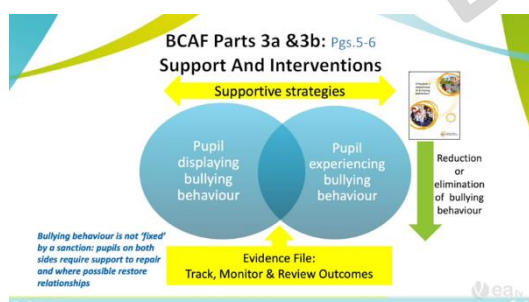 BCAF Parts 3a &3b: Pgs.5-6
Support And Interventions
Supportive strategies
Pupil
displaying
bullying
behaviour
Pupil
experiencing
bullying
behaviour
Reduction
or
elimination
of bullying
behaviour
Bullying behaviour is not 'fixed'
by a sanction: pupils on both
sides require support to repair
and where possible restore
relationships
Evidence File:
Track, Monitor & Review Outcomes
ea